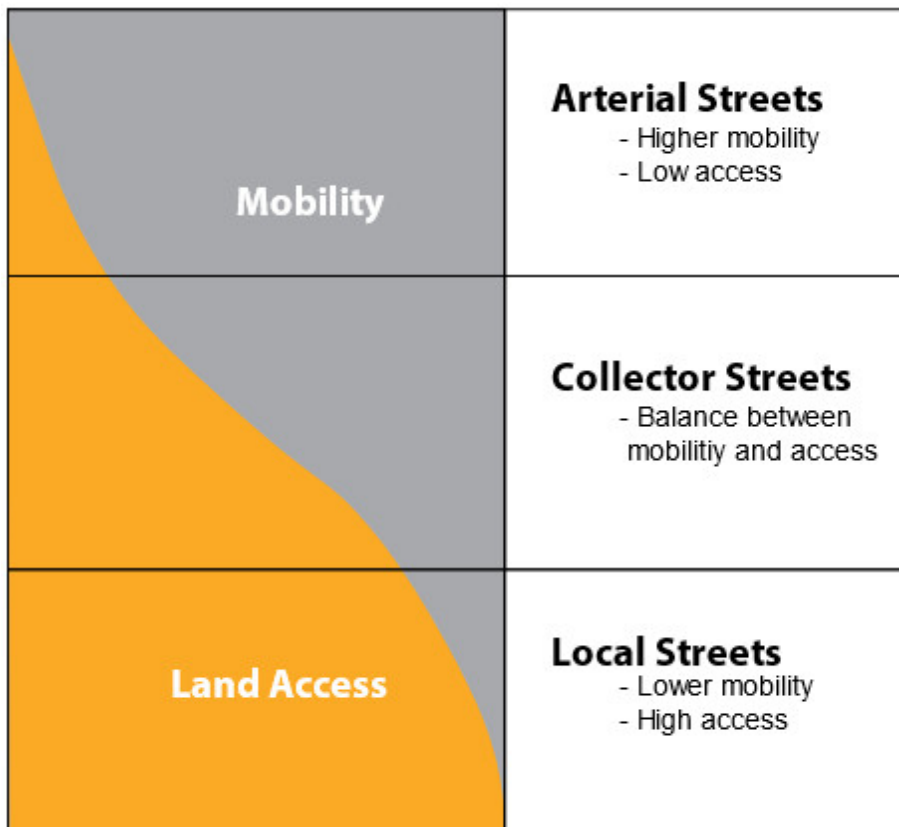 Arterial Streets
- Higher mobility
- Low access
Mobility
Collector Streets
- Balance between
mobilitiy and access
Local Streets
- Lower mobility
- High access
Land Access